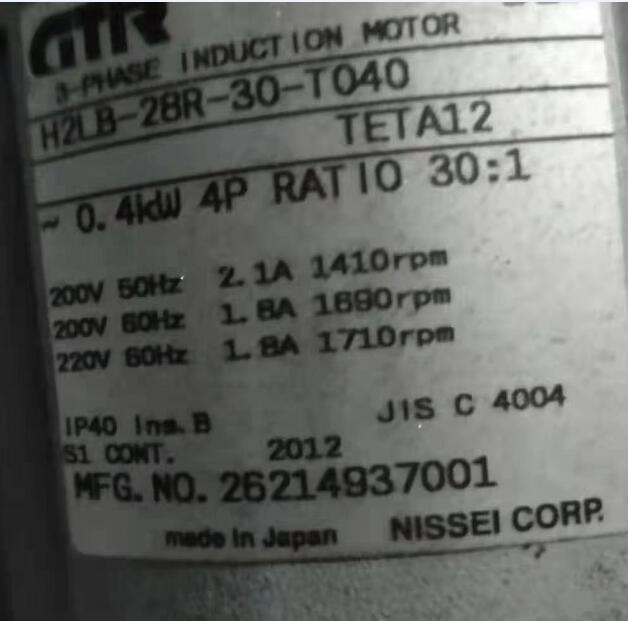 GTR
3-PHASE INDUCTION MOTOR
H2LB-28R-30-T040
TETA12
~ 0.4kW 4P RATIO 30:1
200V 50Hz 2.1A 1410rpm
200V 60Hz 1.8A 1690rpm
220V 60Hz 1.8A 1710rpm
IP40 Ins.B JIS C 4004
S1 CONT. 2012
MFG.NO. 26214937001
made in Japan NISSEI CORP.